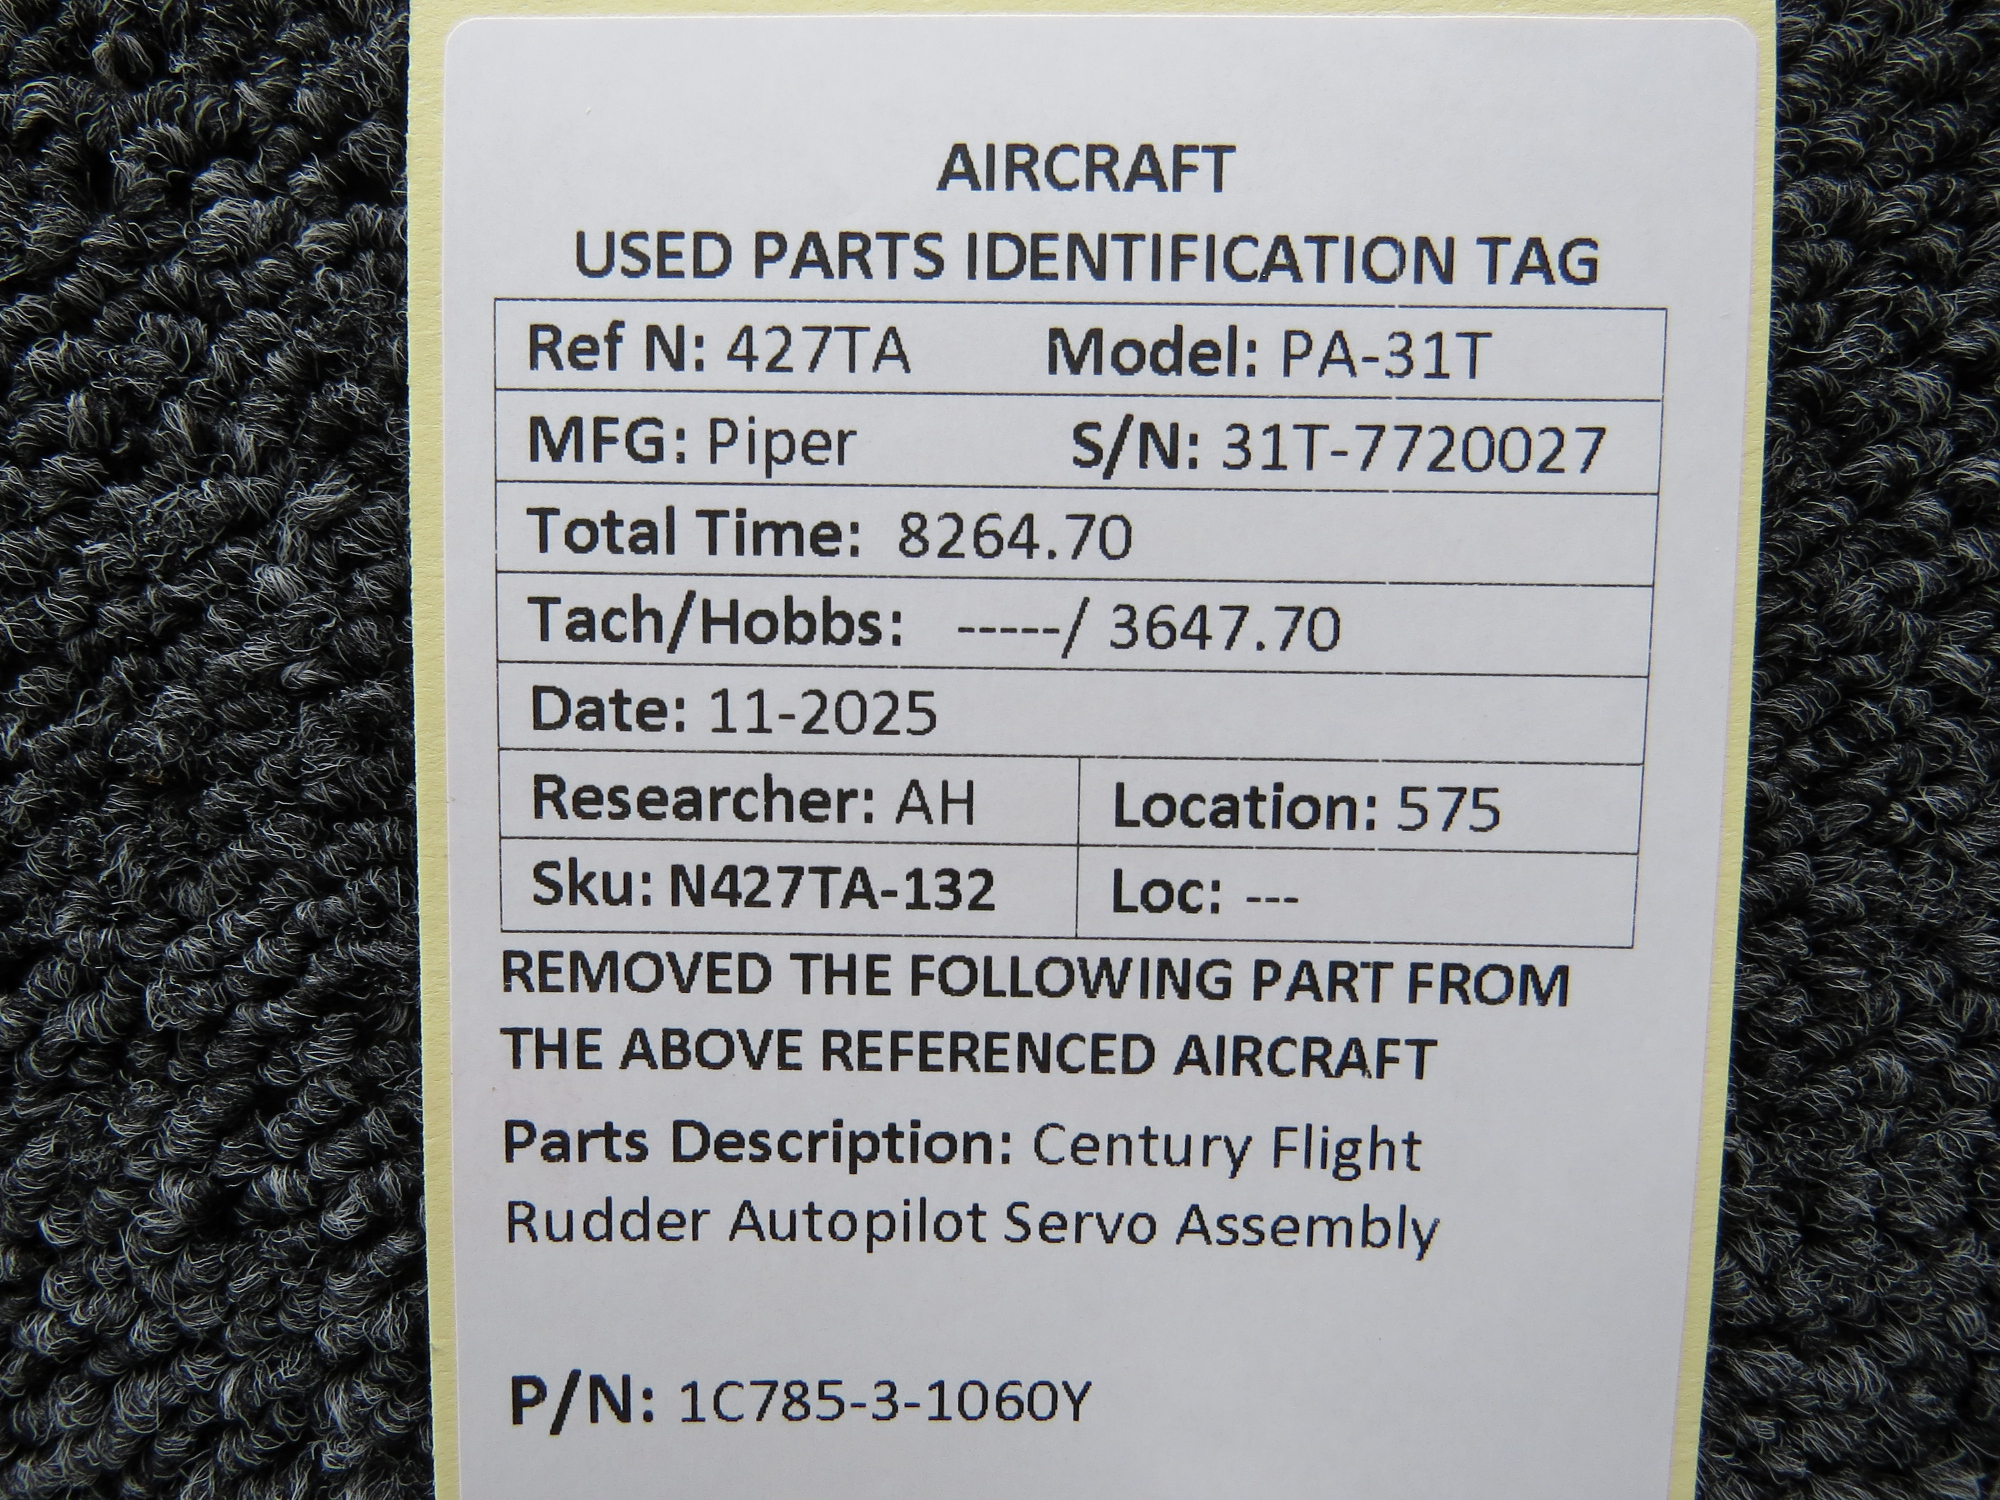 AIRCRAFT
USED PARTS IDENTIFICATION TAG
Ref N: 427TA Model: PA-31T
MFG: Piper S/N: 31T-7720027
Total Time: 8264.70
Tach/Hobbs: -----/ 3647.70
Date: 11-2025
Researcher: AH Location: 575
Sku: N427TA-132 Loc: ---
REMOVED THE FOLLOWING PART FROM
THE ABOVE REFERENCED AIRCRAFT
Parts Description: Century Flight
Rudder Autopilot Servo Assembly
P/N: 1C785-3-1060Y